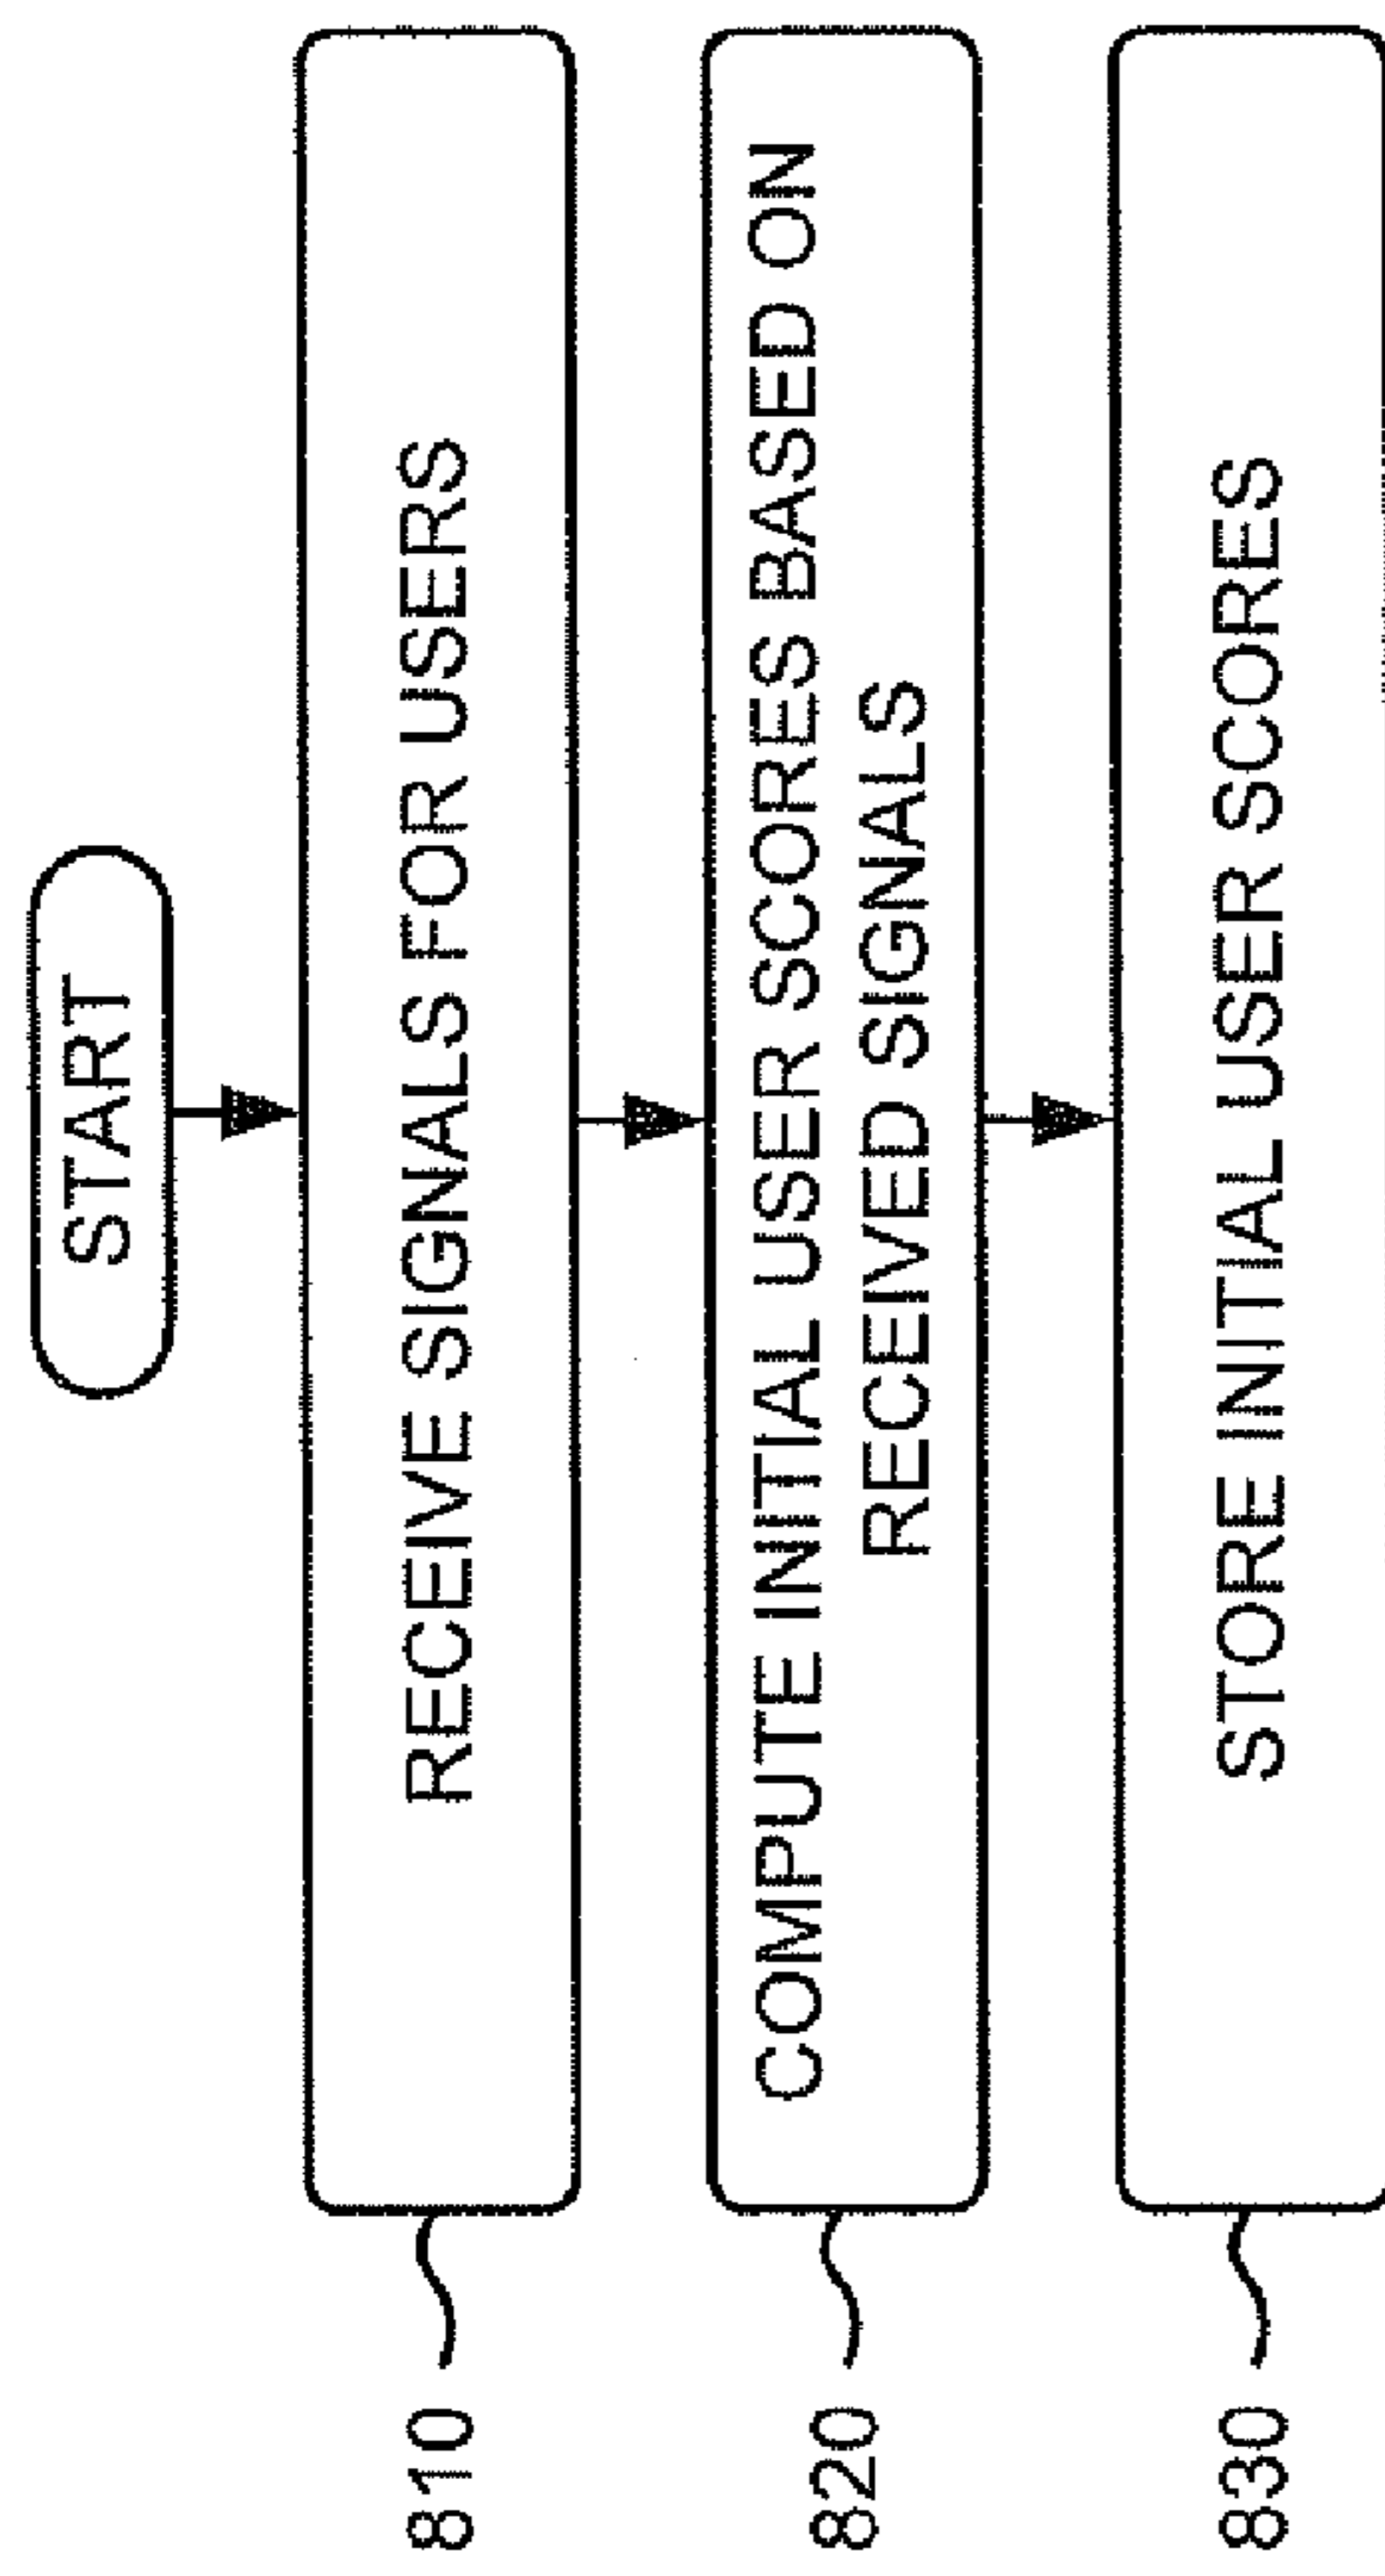 START
810
RECEIVE SIGNALS FOR USERS
820
COMPUTE INITIAL USER SCORES BASED ON
RECEIVED SIGNALS
830
STORE INITIAL USER SCORES